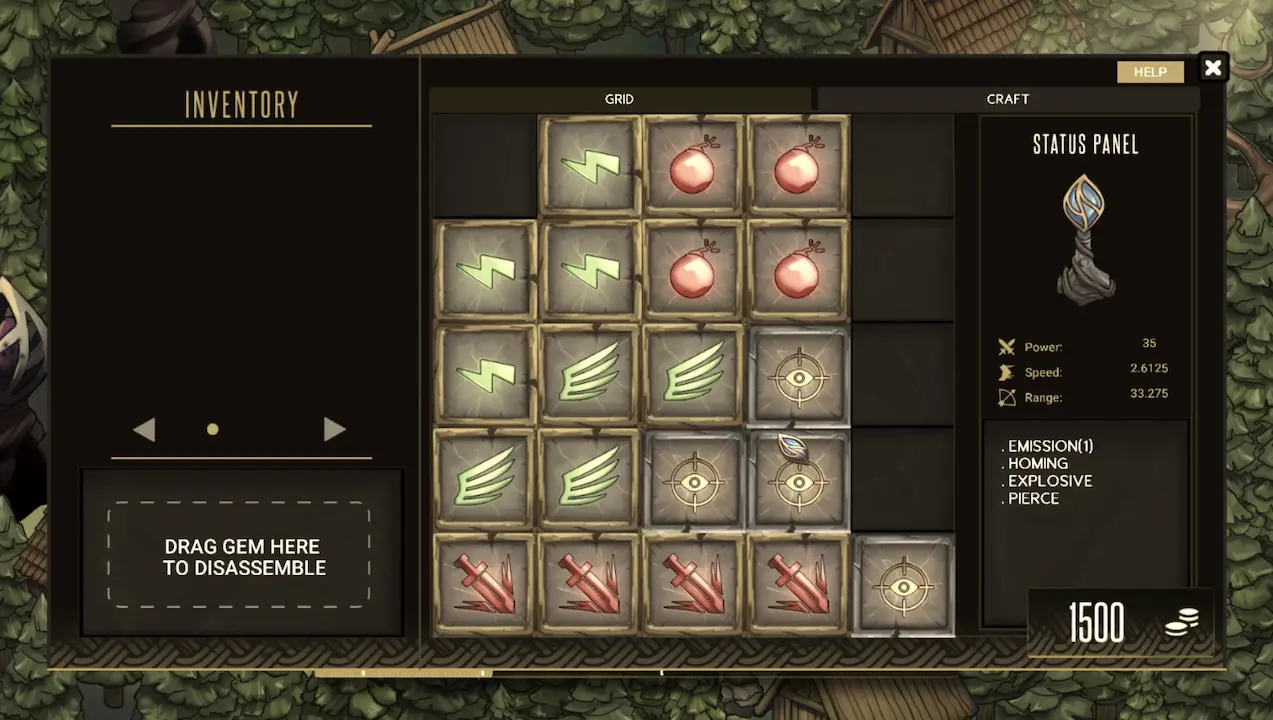 HELP
GRID
CRAFT
INVENTORY
DRAG GEM HERE
TO DISASSEMBLE
STATUS PANEL
Power: 35
Speed: 2.6125
Range: 33.275
. EMISSION(1)
. HOMING
. EXPLOSIVE
. PIERCE
1500